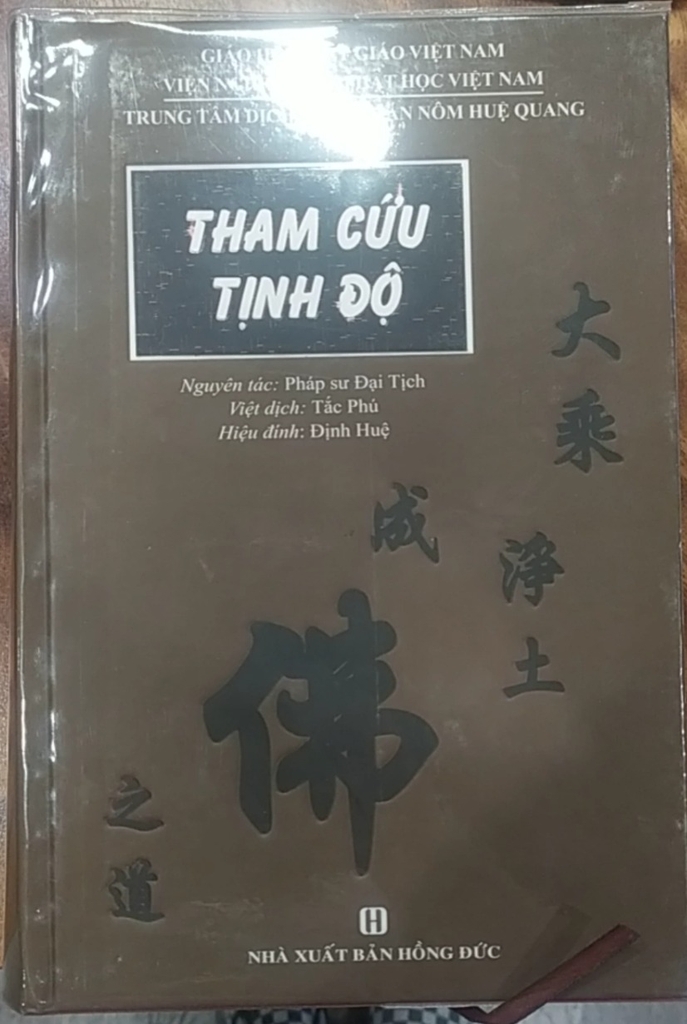 GIÁO GIÁO VIỆT NAM
VIỆN HỌC VIỆT NAM
TRUNG TÂM NÔM HUỆ QUANG
THAM CỨU
TỊNH ĐỘ
Nguyên tác: Pháp sư Đại Tịch
Việt dịch: Tắc Phú
Hiệu đính: Định Huệ
大乘
淨土
成
佛
之道
NHÀ XUẤT BẢN HỒNG ĐỨC